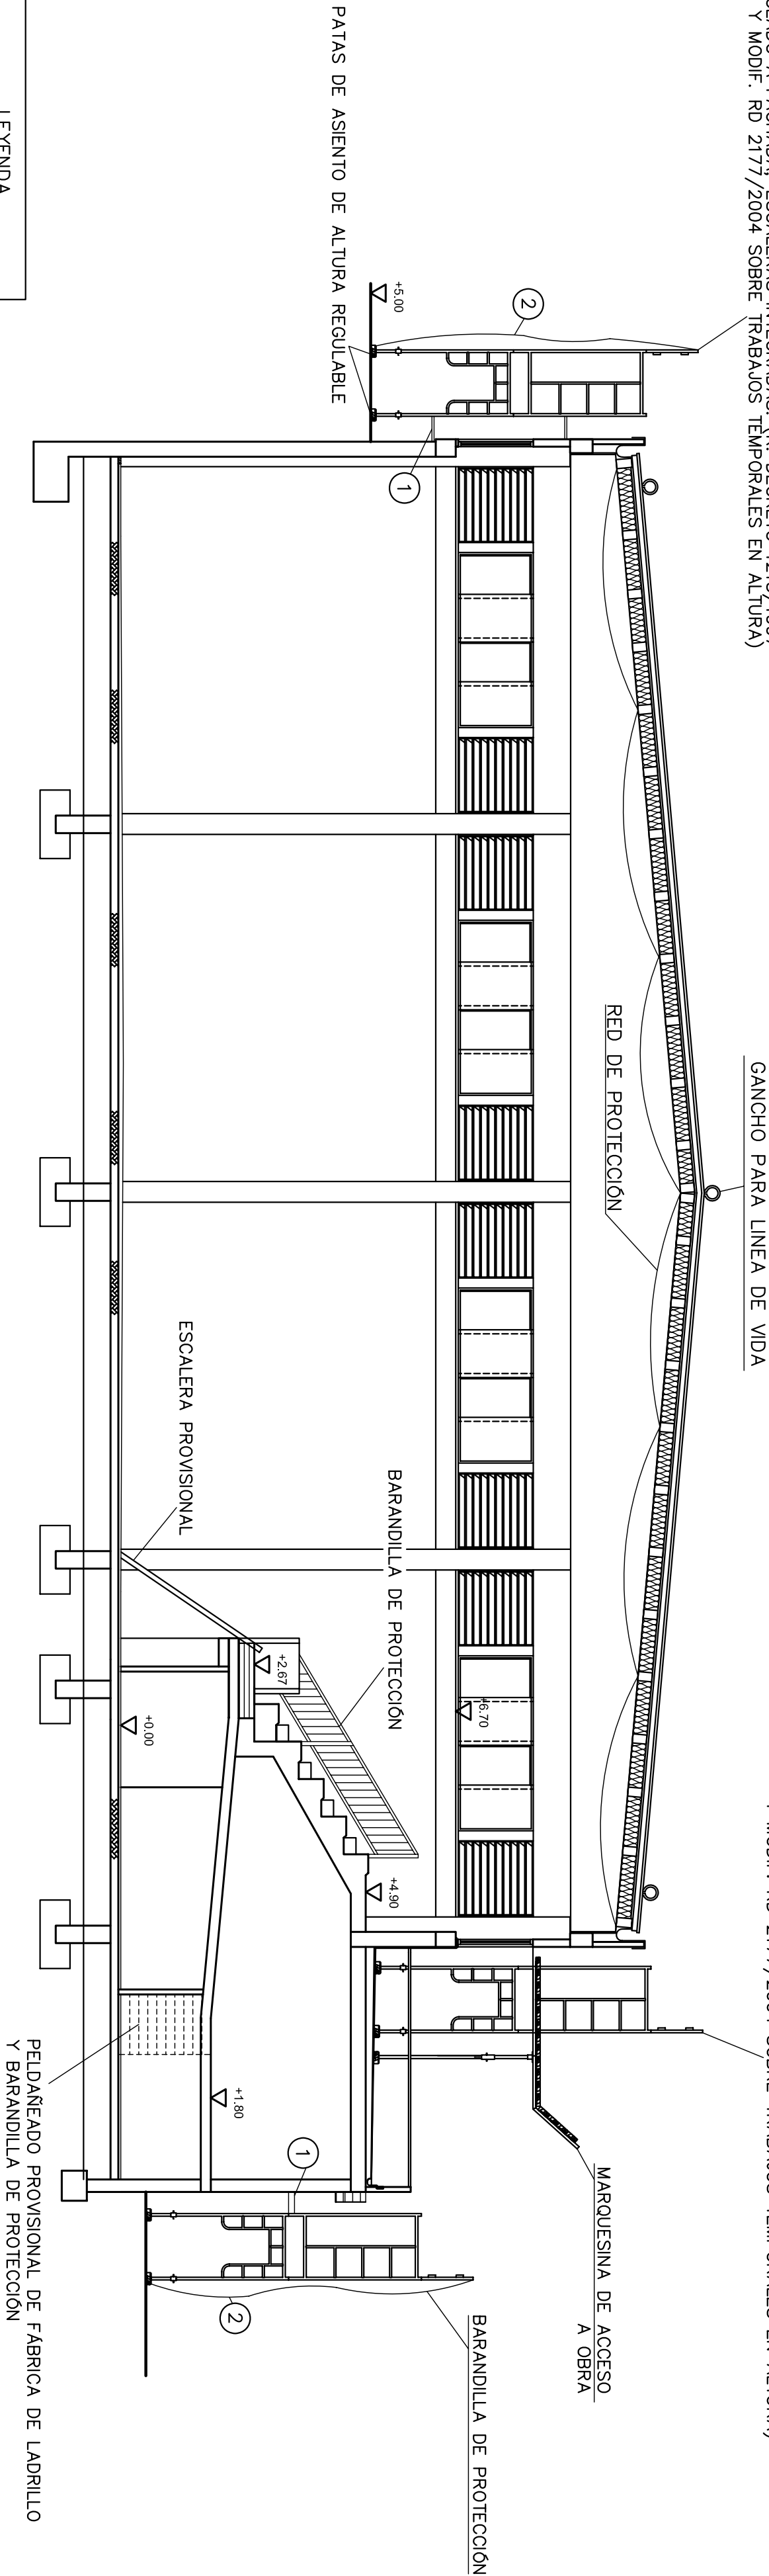 Y MODIF. RD 2177/2004 SOBRE TRABAJOS TEMPORALES EN ALTURA)
GANCHO PARA LINEA DE VIDA
RED DE PROTECCIÓN
MARQUESINA DE ACCESO
A OBRA
2
+5.00
PATAS DE ASIENTO DE ALTURA REGULABLE
1
+6.70
BARANDILLA DE PROTECCIÓN
BARANDILLA DE PROTECCIÓN
+4.90
+2.67
ESCALERA PROVISIONAL
1
+1.80
2
+0.00
PELDAÑEADO PROVISIONAL DE FÁBRICA DE LADRILLO
Y BARANDILLA DE PROTECCIÓN
LEYENDA